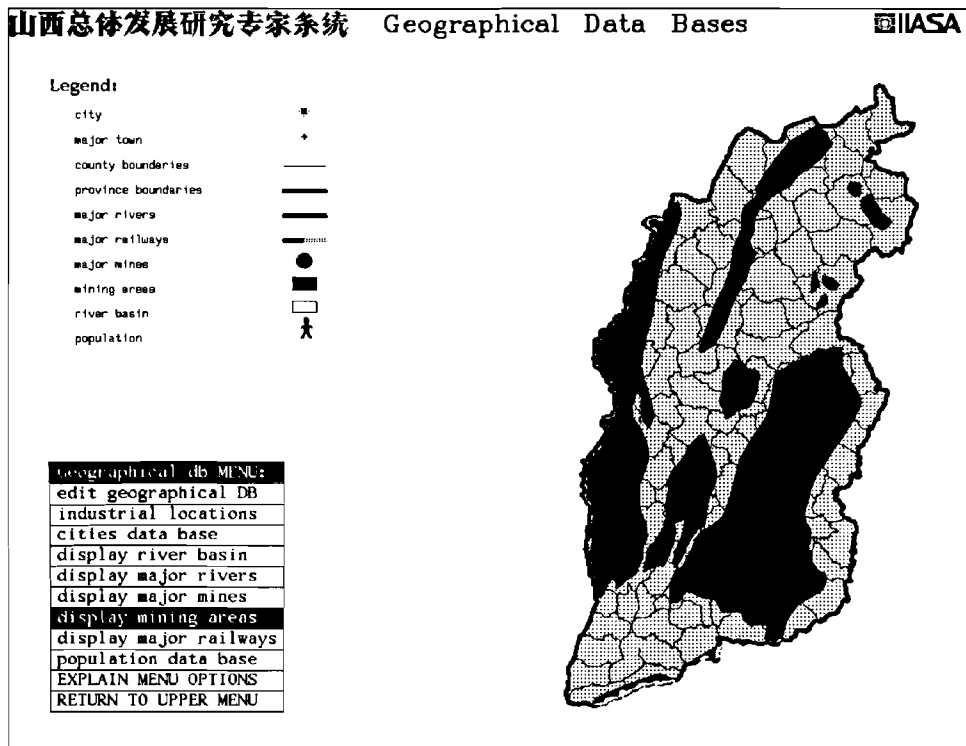 山西总体发展研究专家系统 Geographical Data Bases IIASA
Legend:
city
major town
county boundaries
province boundaries
major rivers
major railways
major mines
mining areas
river basin
population
Geographical db MENU:
edit geographical DB
industrial locations
cities data base
display river basin
display major rivers
display major mines
display mining areas
display major railways
population data base
EXPLAIN MENU OPTIONS
RETURN TO UPPER MENU